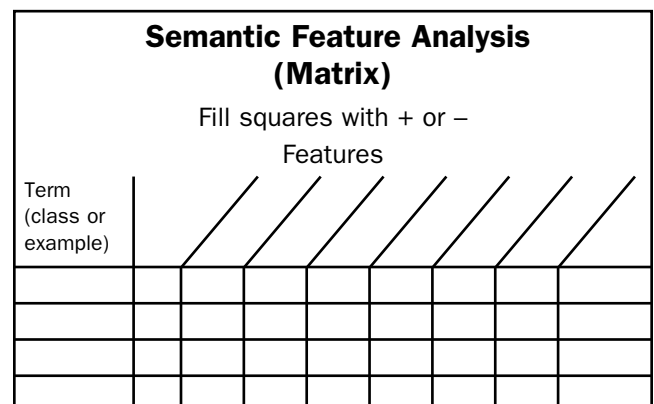 Semantic Feature Analysis
(Matrix)
Fill squares with + or –
Features
Term
(class or
example)